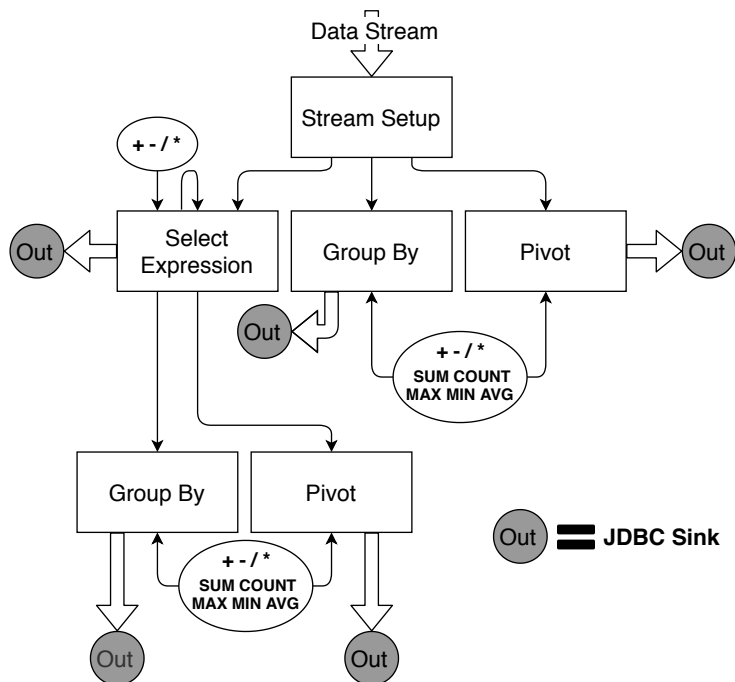 Data Stream
Stream Setup
+ - / *
Out
Select
Expression
Group By
Pivot
Out
Out
+ - / *
SUM COUNT
MAX MIN AVG
Group By
Pivot
Out
JDBC Sink
+ - / *
SUM COUNT
MAX MIN AVG
Out
Out